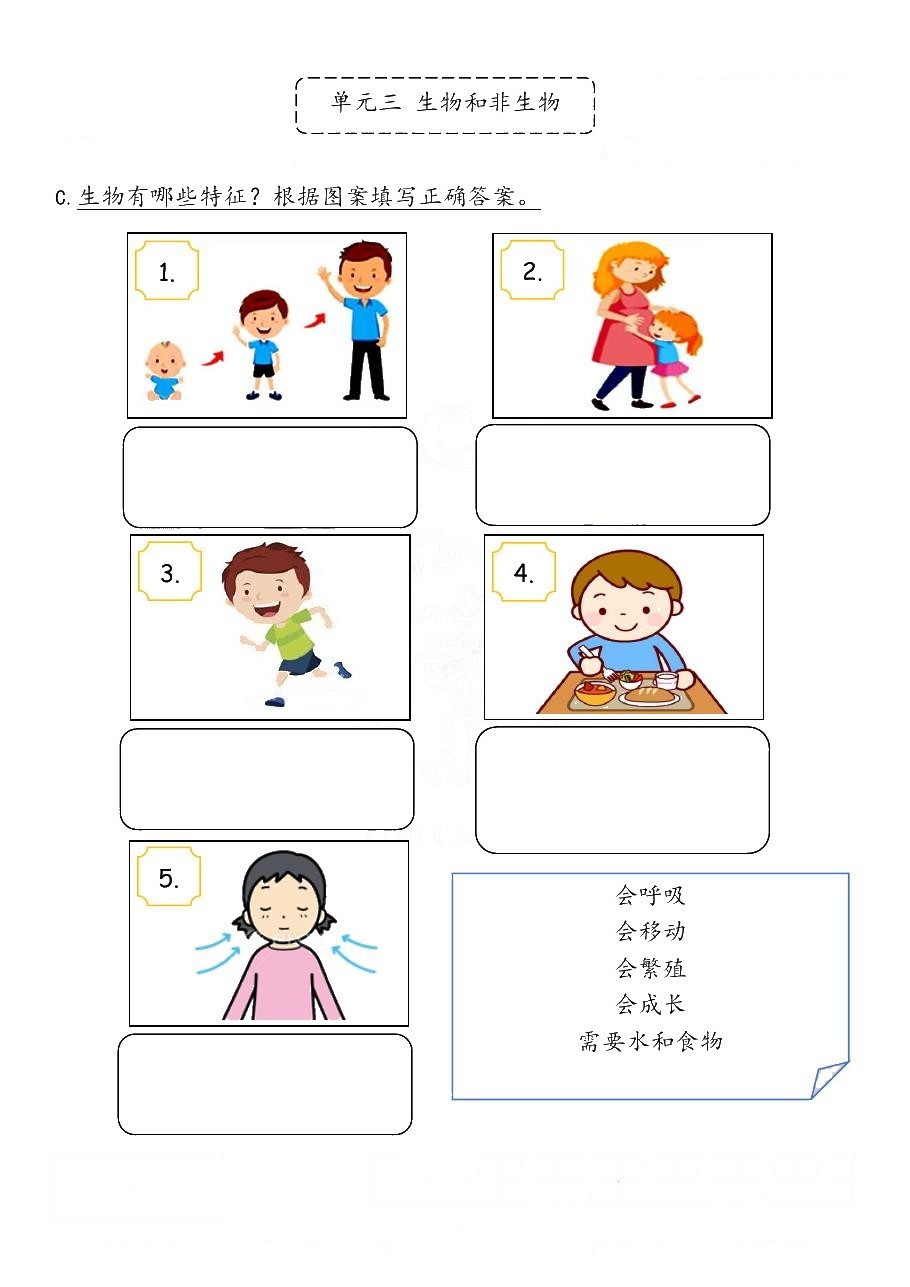 单元三 生物和非生物
C. 生物有哪些特征？根据图案填写正确答案。
1.
2.
3.
4.
5.
会呼吸
会移动
会繁殖
会成长
需要水和食物